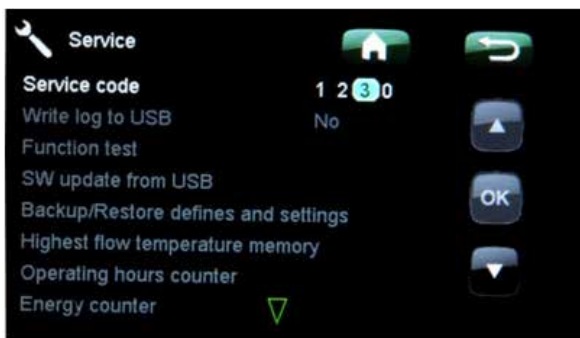 Service
Service code 1 2 3 0
Write log to USB No
Function test
SW update from USB
OK
Backup/Restore defines and settings
Highest flow temperature memory
Operating hours counter
Energy counter